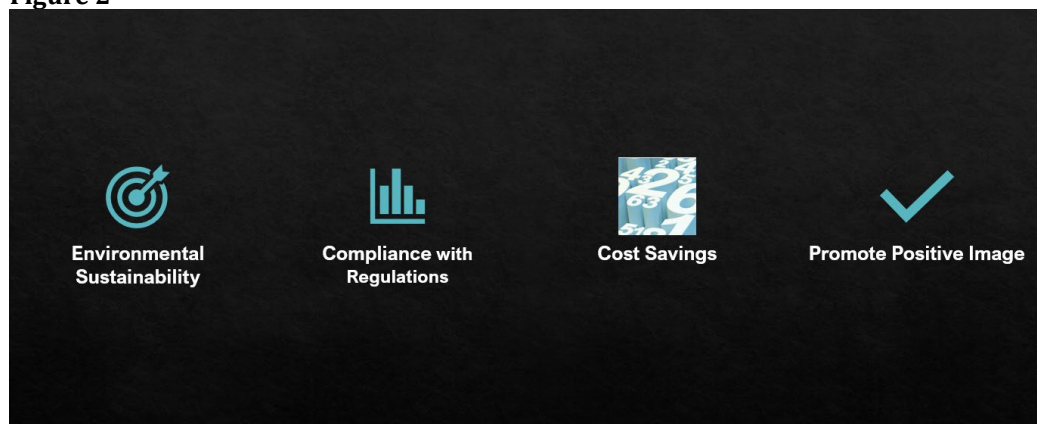 Figure 2
Environmental
Sustainability
Compliance with
Regulations
Cost Savings
Promote Positive Image